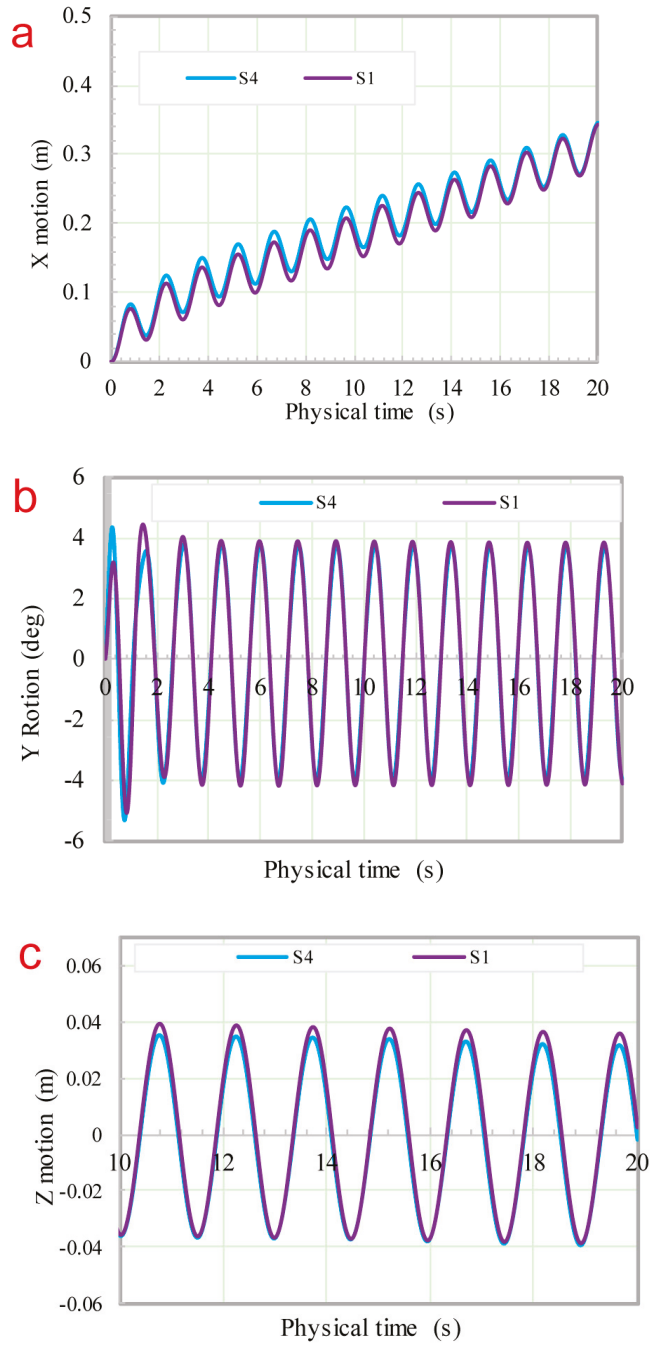 a
0.5
0.4
0.3
0.2
0.1
0
X motion (m)
S4 S1
0 2 4 6 8 10 12 14 16 18 20
Physical time (s)
b
6
4
2
0
-2
-4
-6
Y Rotion (deg)
S4 S1
0 2 4 6 8 10 12 14 16 18 20
Physical time (s)
c
0.06
0.04
0.02
0
-0.02
-0.04
-0.06
Z motion (m)
S4 S1
10 12 14 16 18 20
Physical time (s)